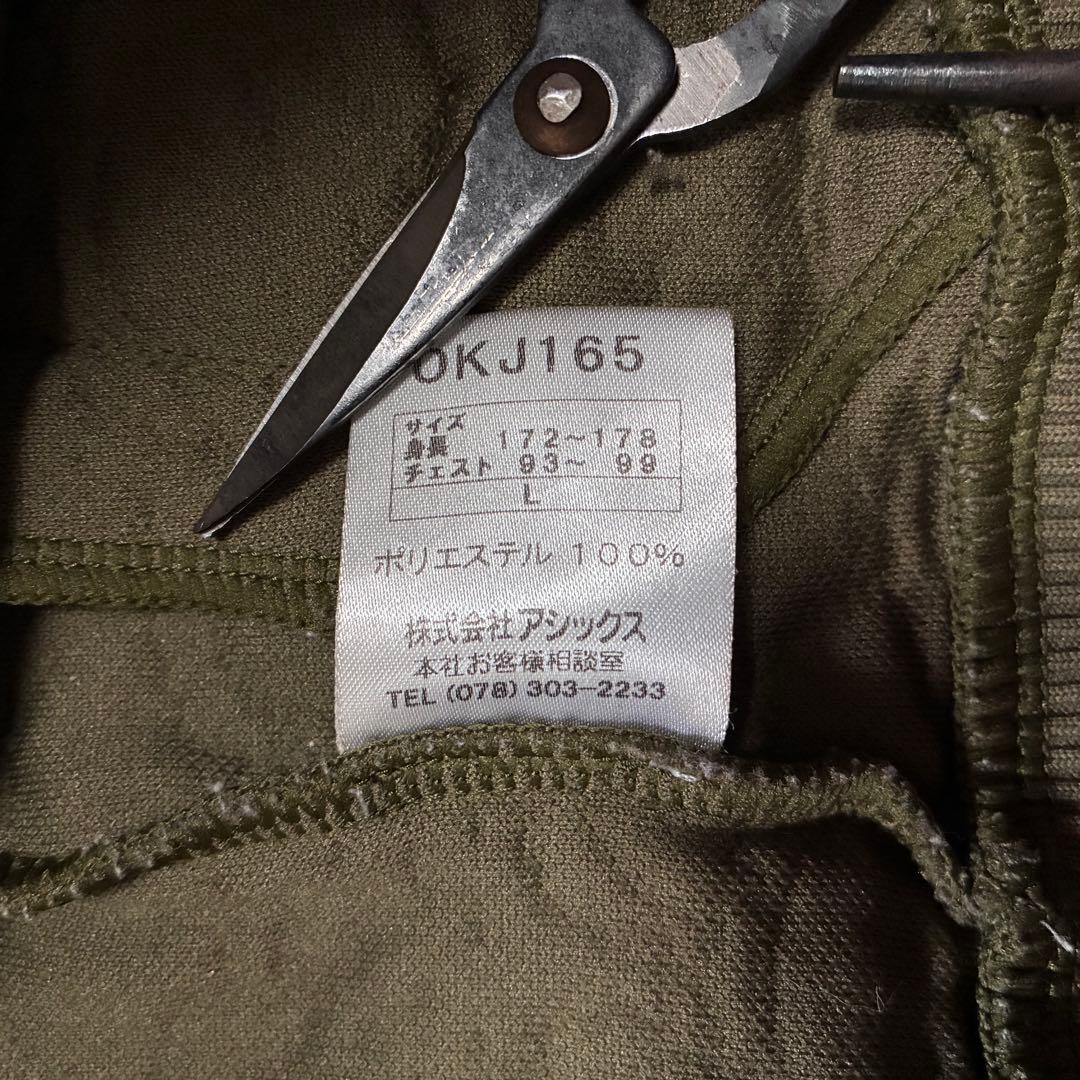 OKJ165
サイズ
身長 172～178
チェスト 93～ 99
L
ポリエステル 100%
株式会社アシックス
本社お客様相談室
TEL (078) 303-2233